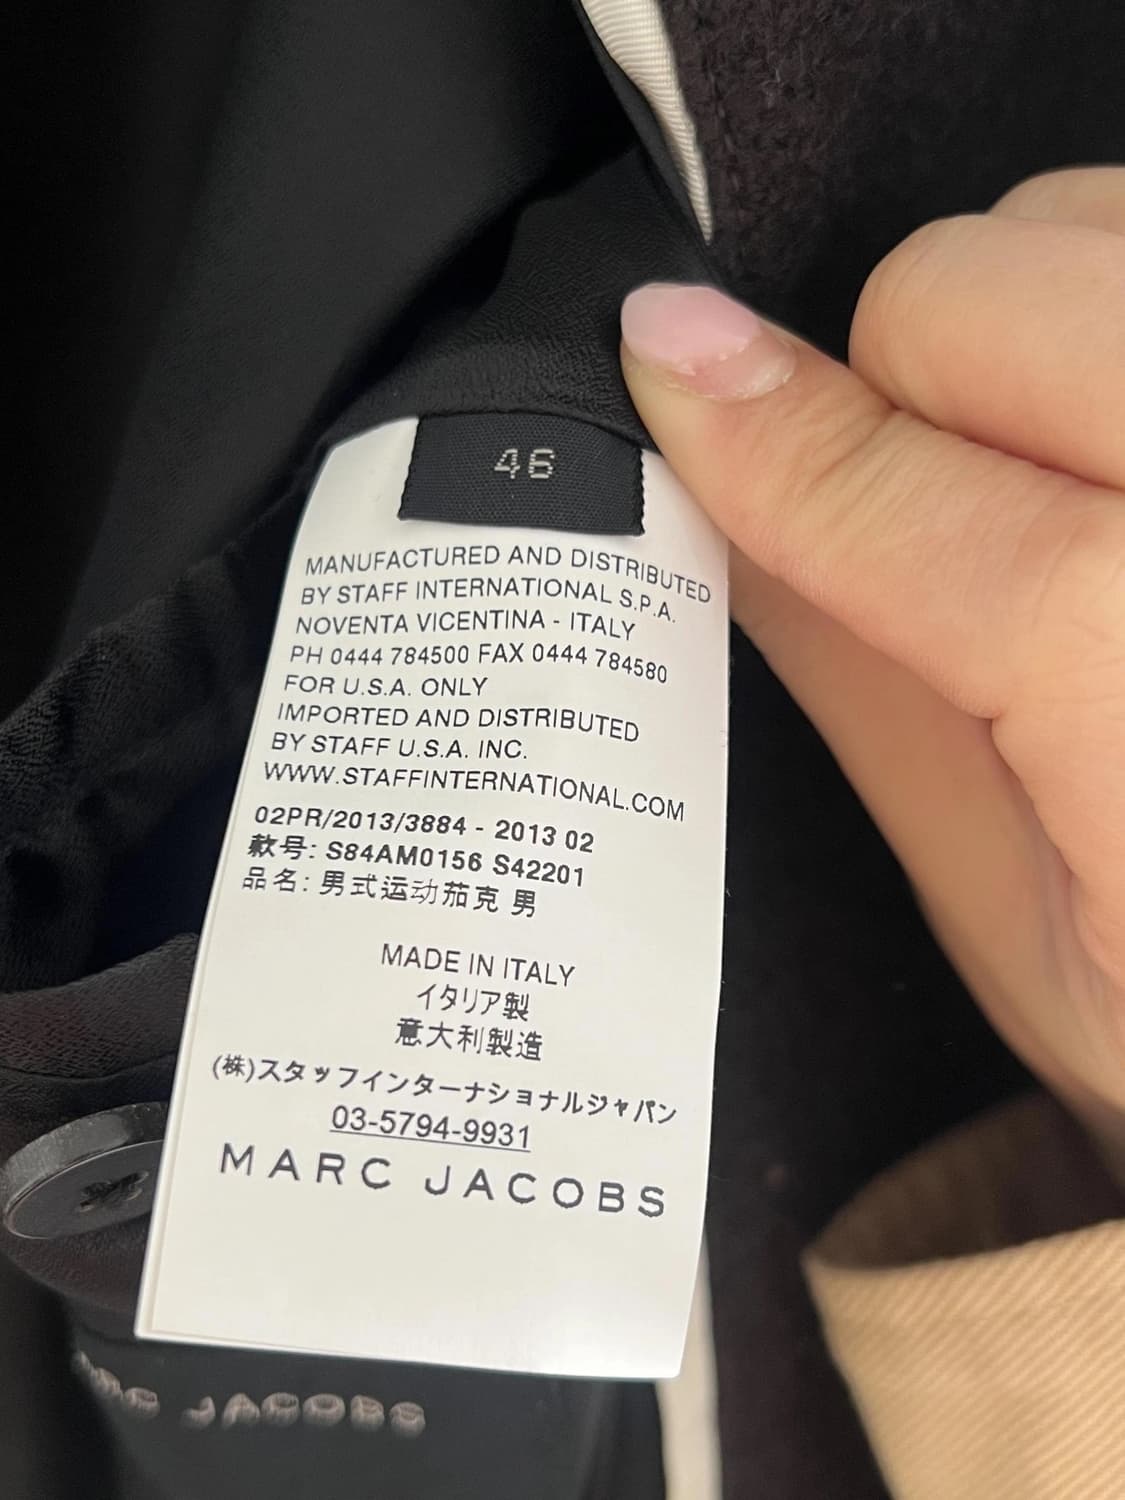 46
MANUFACTURED AND DISTRIBUTED
BY STAFF INTERNATIONAL S.P.A.
NOVENTA VICENTINA - ITALY
PH 0444 784500 FAX 0444 784580
FOR U.S.A. ONLY
IMPORTED AND DISTRIBUTED
BY STAFF U.S.A. INC.
WWW.STAFFINTERNATIONAL.COM
02PR/2013/3884 - 2013 02
款号: S84AM0156 S42201
品名: 男式运动茄克 男
MADE IN ITALY
イタリア製
意大利製造
(株)スタッフインターナショナルジャパン
03-5794-9931
MARC JACOBS
JACOBS